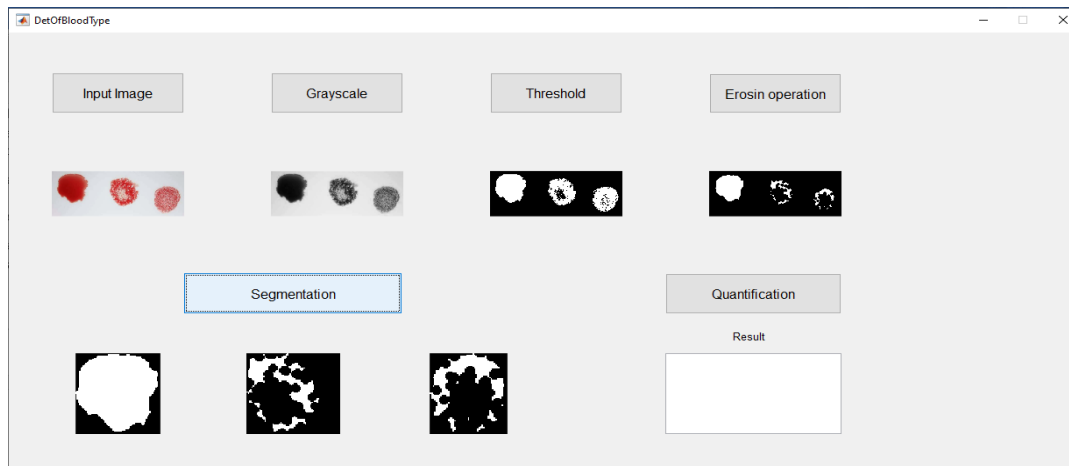 DetOfBloodType
Input Image
Grayscale
Threshold
Erosin operation
Segmentation
Quantification
Result